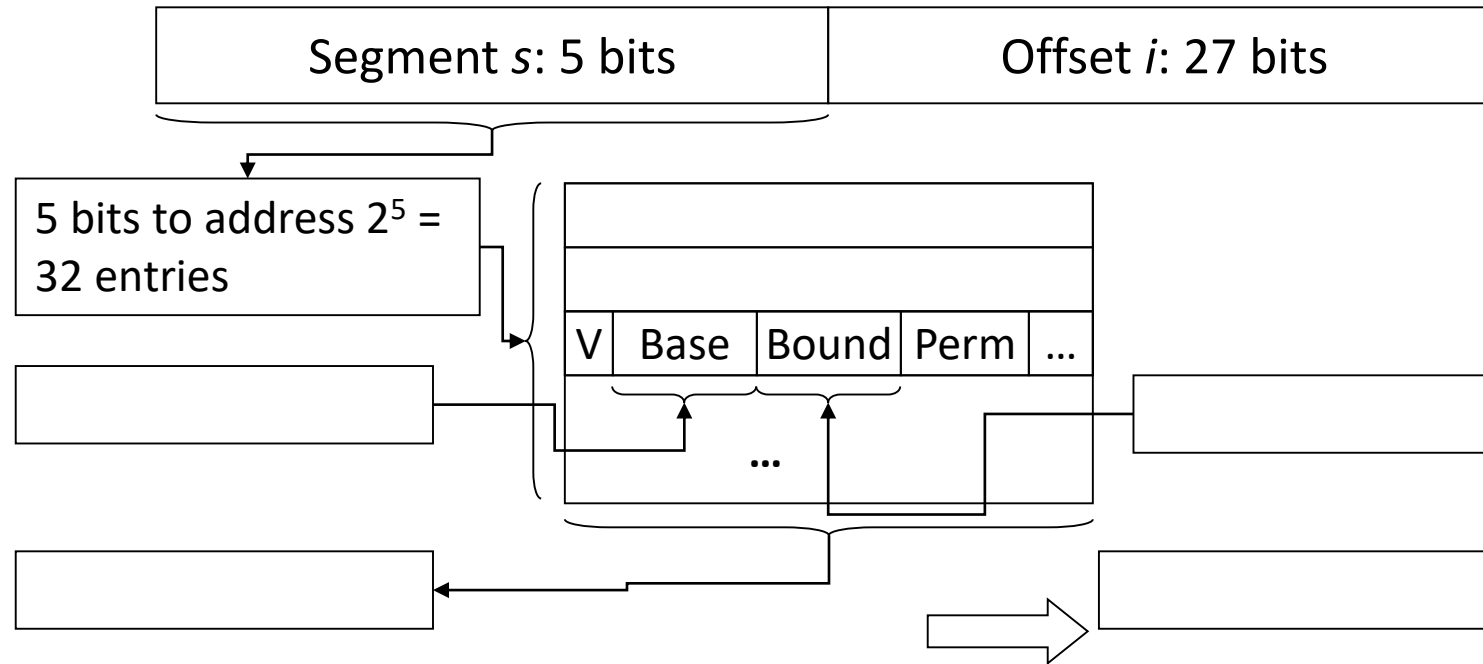 Segment s: 5 bits
Offset i: 27 bits
5 bits to address 2⁵ =
32 entries
V Base Bound Perm ...
...